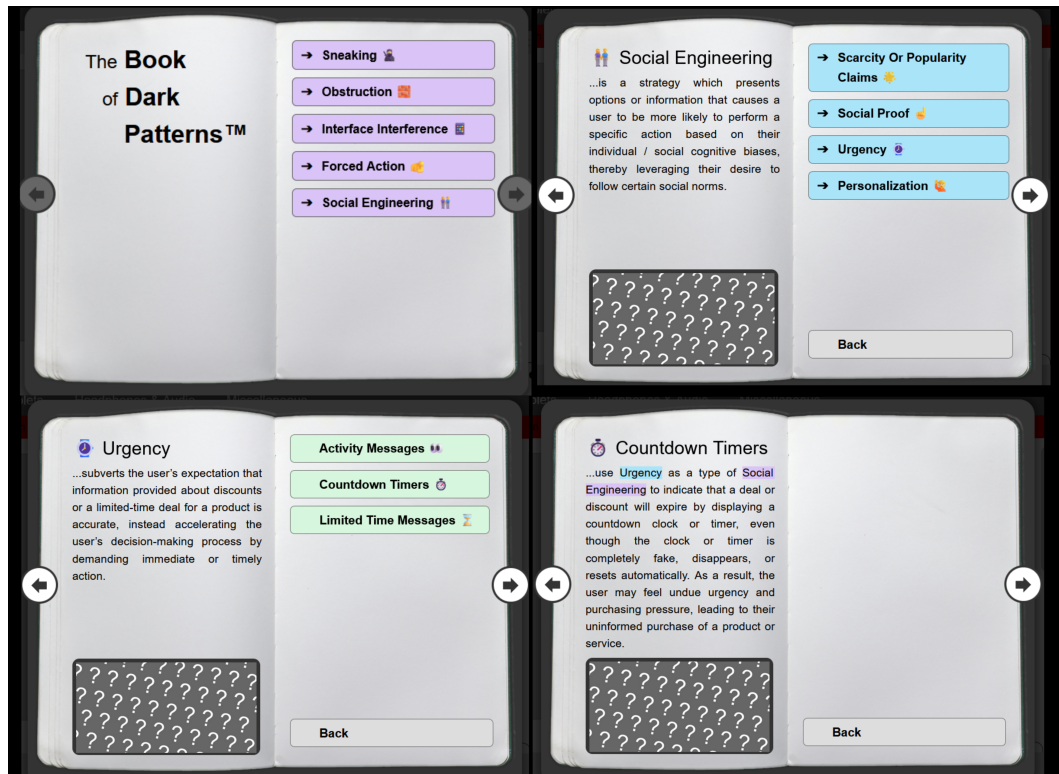 The Book
of Dark
Patterns™
➔ Sneaking
➔ Obstruction
➔ Interface Interference
➔ Forced Action
➔ Social Engineering
Social Engineering
...is a strategy which presents
options or information that causes a
user to be more likely to perform a
specific action based on their
individual / social cognitive biases,
thereby leveraging their desire to
follow certain social norms.
➔ Scarcity Or Popularity
Claims
➔ Social Proof
➔ Urgency
➔ Personalization
Back
Urgency
...subverts the user's expectation that
information provided about discounts
or a limited-time deal for a product is
accurate, instead accelerating the
user's decision-making process by
demanding immediate or timely
action.
Activity Messages
Countdown Timers
Limited Time Messages
Back
Countdown Timers
...use Urgency as a type of Social
Engineering to indicate that a deal or
discount will expire by displaying a
countdown clock or timer, even
though the clock or timer is
completely fake, disappears, or
resets automatically. As a result, the
user may feel undue urgency and
purchasing pressure, leading to their
uninformed purchase of a product or
service.
Back